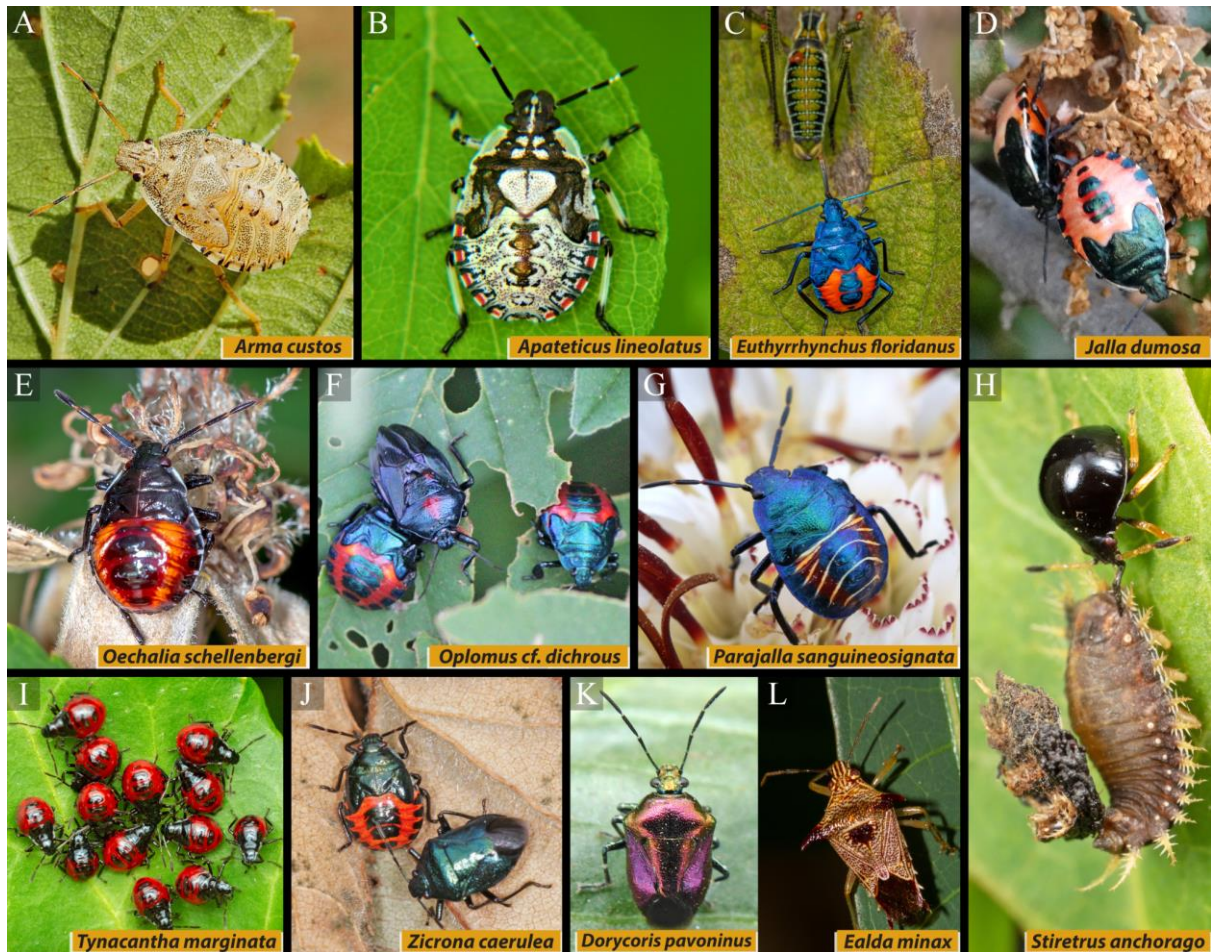 A
B
C
D
Arma custos
Apateticus lineolatus
Euthyrrhynchus floridanus
Jalla dumosa
E
F
G
H
Oechalia schellenbergi
Oplomus cf. dichrous
Parajalla sanguineosignata
I
J
K
L
Tynacantha marginata
Zicrona caerulea
Dorycoris pavoninus
Ealda minax
Stiretrus anchorago